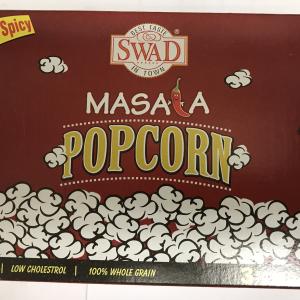 Spicy
BEST TASTE
SWAD
IN TOWN
MASALA
POPCORN
LOW CHOLESTROL | 100% WHOLE GRAIN